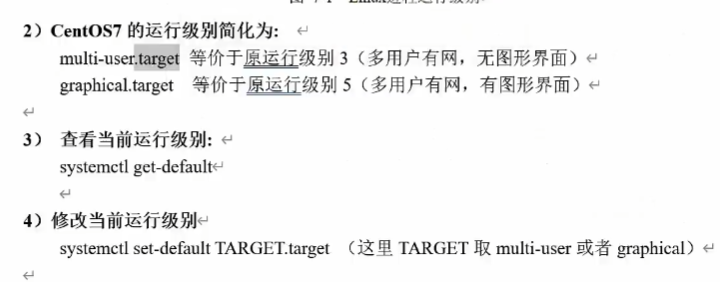 2）CentOS7 的运行级别简化为:
multi-user.target 等价于原运行级别 3（多用户有网，无图形界面）
graphical.target 等价于原运行级别 5（多用户有网，有图形界面）
3） 查看当前运行级别:
systemctl get-default
4）修改当前运行级别
systemctl set-default TARGET.target （这里 TARGET 取 multi-user 或者 graphical）